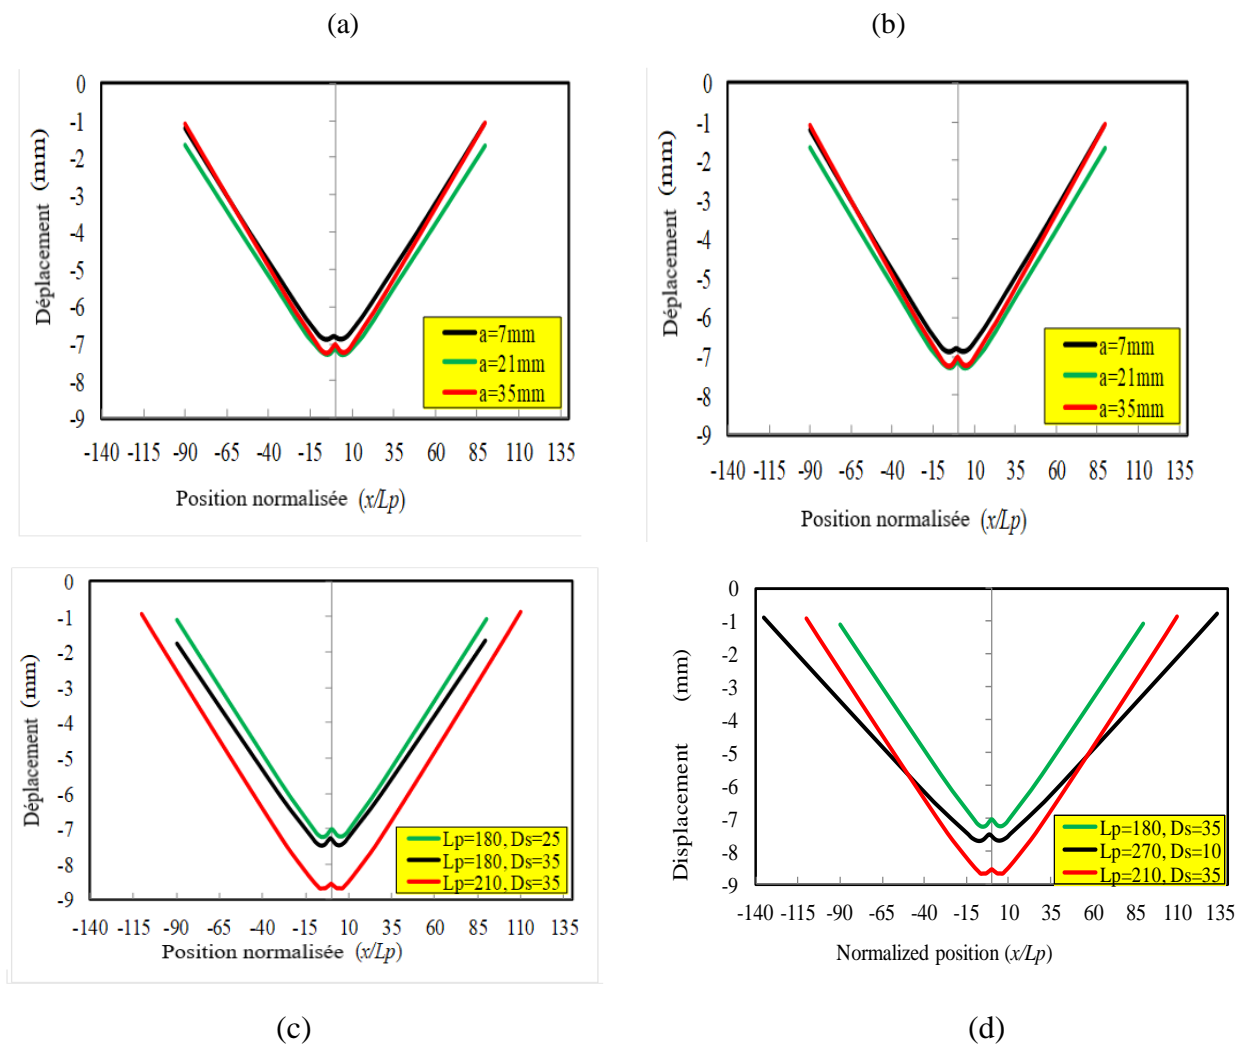 (a)
(b)
0
-1
-2
-3
-4
-5
-6
-7
-8
-9
Déplacement (mm)
a=7mm
a=21mm
a=35mm
-140 -115 -90 -65 -40 -15 10 35 60 85 110 135
Position normalisée (x/Lp)
0
-1
-2
-3
-4
-5
-6
-7
-8
-9
Déplacement (mm)
a=7mm
a=21mm
a=35mm
-140 -115 -90 -65 -40 -15 10 35 60 85 110 135
Position normalisée (x/Lp)
0
-1
-2
-3
-4
-5
-6
-7
-8
-9
Déplacement (mm)
Lp=180, Ds=25
Lp=180, Ds=35
Lp=210, Ds=35
-140 -115 -90 -65 -40 -15 10 35 60 85 110 135
Position normalisée (x/Lp)
0
-1
-2
-3
-4
-5
-6
-7
-8
-9
Displacement (mm)
Lp=180, Ds=35
Lp=270, Ds=10
Lp=210, Ds=35
-140 -115 -90 -65 -40 -15 10 35 60 85 110 135
Normalized position (x/Lp)
(c)
(d)